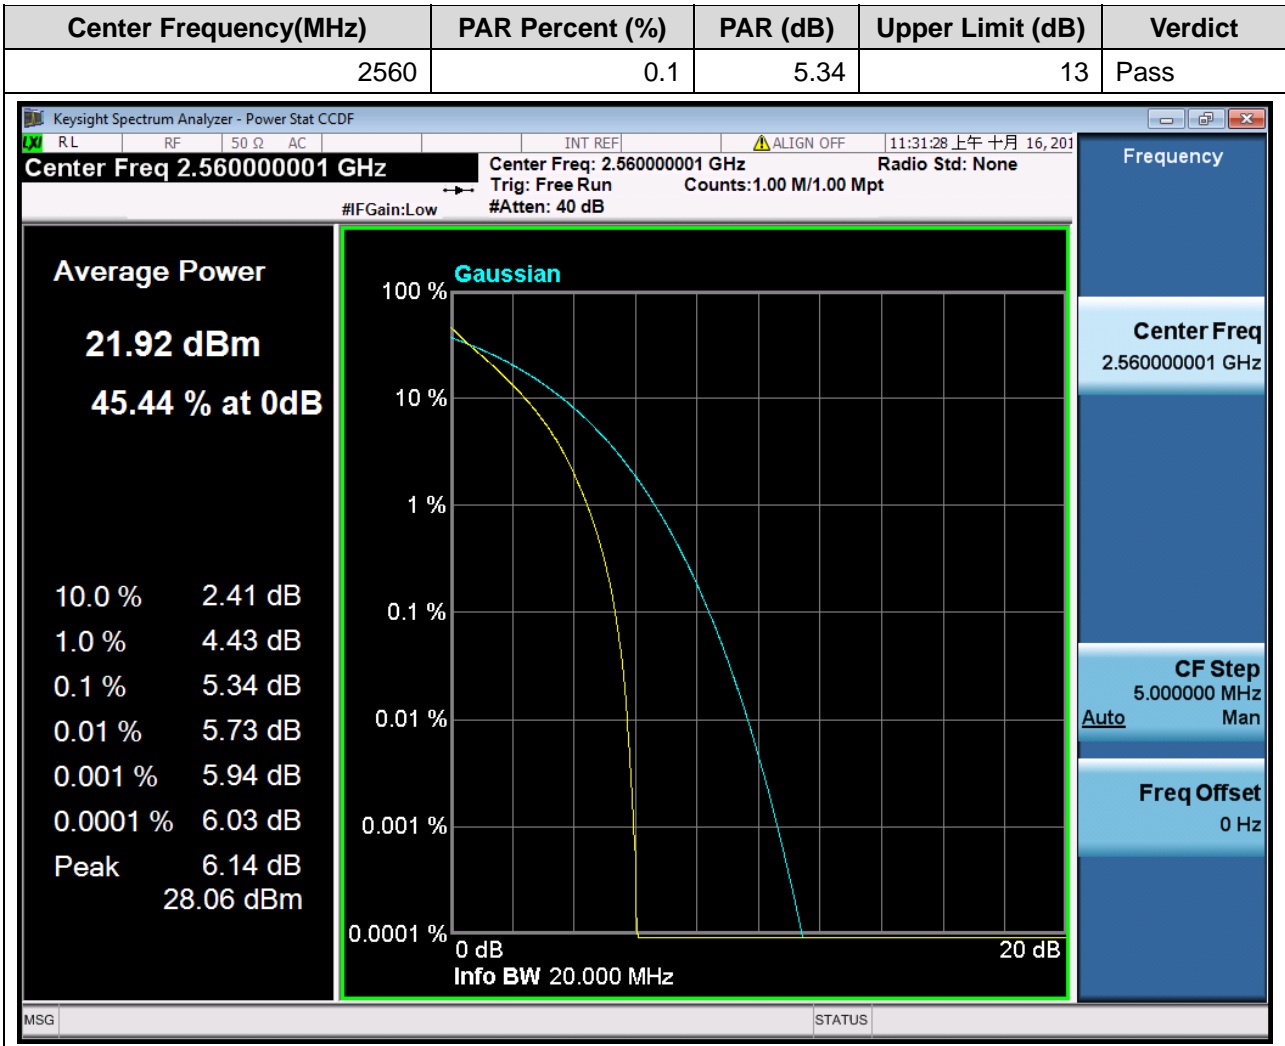 Center Frequency(MHz) PAR Percent (%) PAR (dB) Upper Limit (dB) Verdict
2560 0.1 5.34 13 Pass
Keysight Spectrum Analyzer - Power Stat CCDF
LXI RL RF 50 Ω AC INT REF ALIGN OFF 11:31:28 上午 十月 16, 201
Center Freq 2.560000001 GHz
Center Freq: 2.560000001 GHz Radio Std: None
Trig: Free Run Counts:1.00 M/1.00 Mpt
#IFGain:Low #Atten: 40 dB
Average Power
21.92 dBm
45.44 % at 0dB
10.0 % 2.41 dB
1.0 % 4.43 dB
0.1 % 5.34 dB
0.01 % 5.73 dB
0.001 % 5.94 dB
0.0001 % 6.03 dB
Peak 6.14 dB
28.06 dBm
Gaussian
100 %
10 %
1 %
0.1 %
0.01 %
0.001 %
0.0001 %
0 dB 20 dB
Info BW 20.000 MHz
Frequency
Center Freq
2.560000001 GHz
CF Step
5.000000 MHz
Auto Man
Freq Offset
0 Hz
MSG STATUS